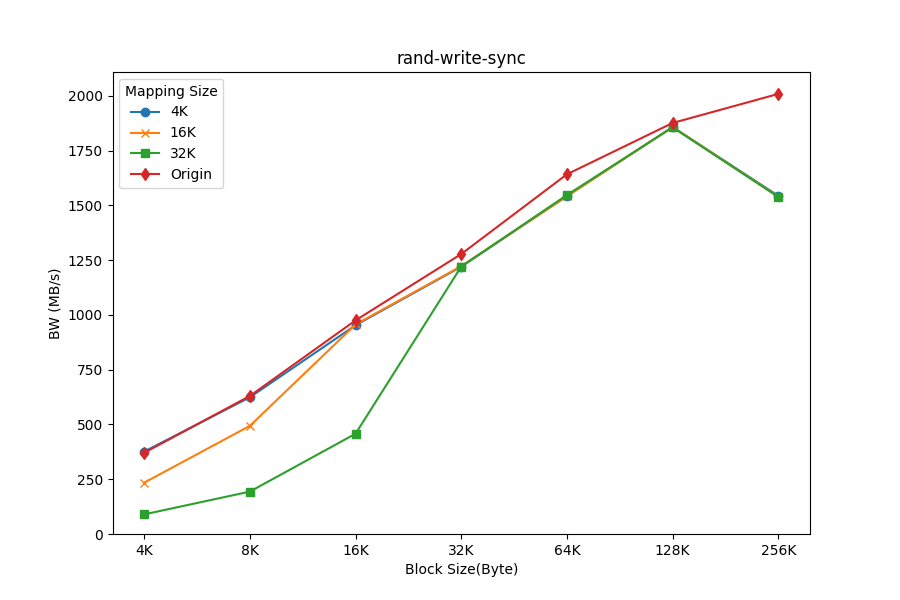 rand-write-sync
Mapping Size
4K
16K
32K
Origin
BW (MB/s)
2000
1750
1500
1250
1000
750
500
250
0
4K 8K 16K 32K 64K 128K 256K
Block Size(Byte)